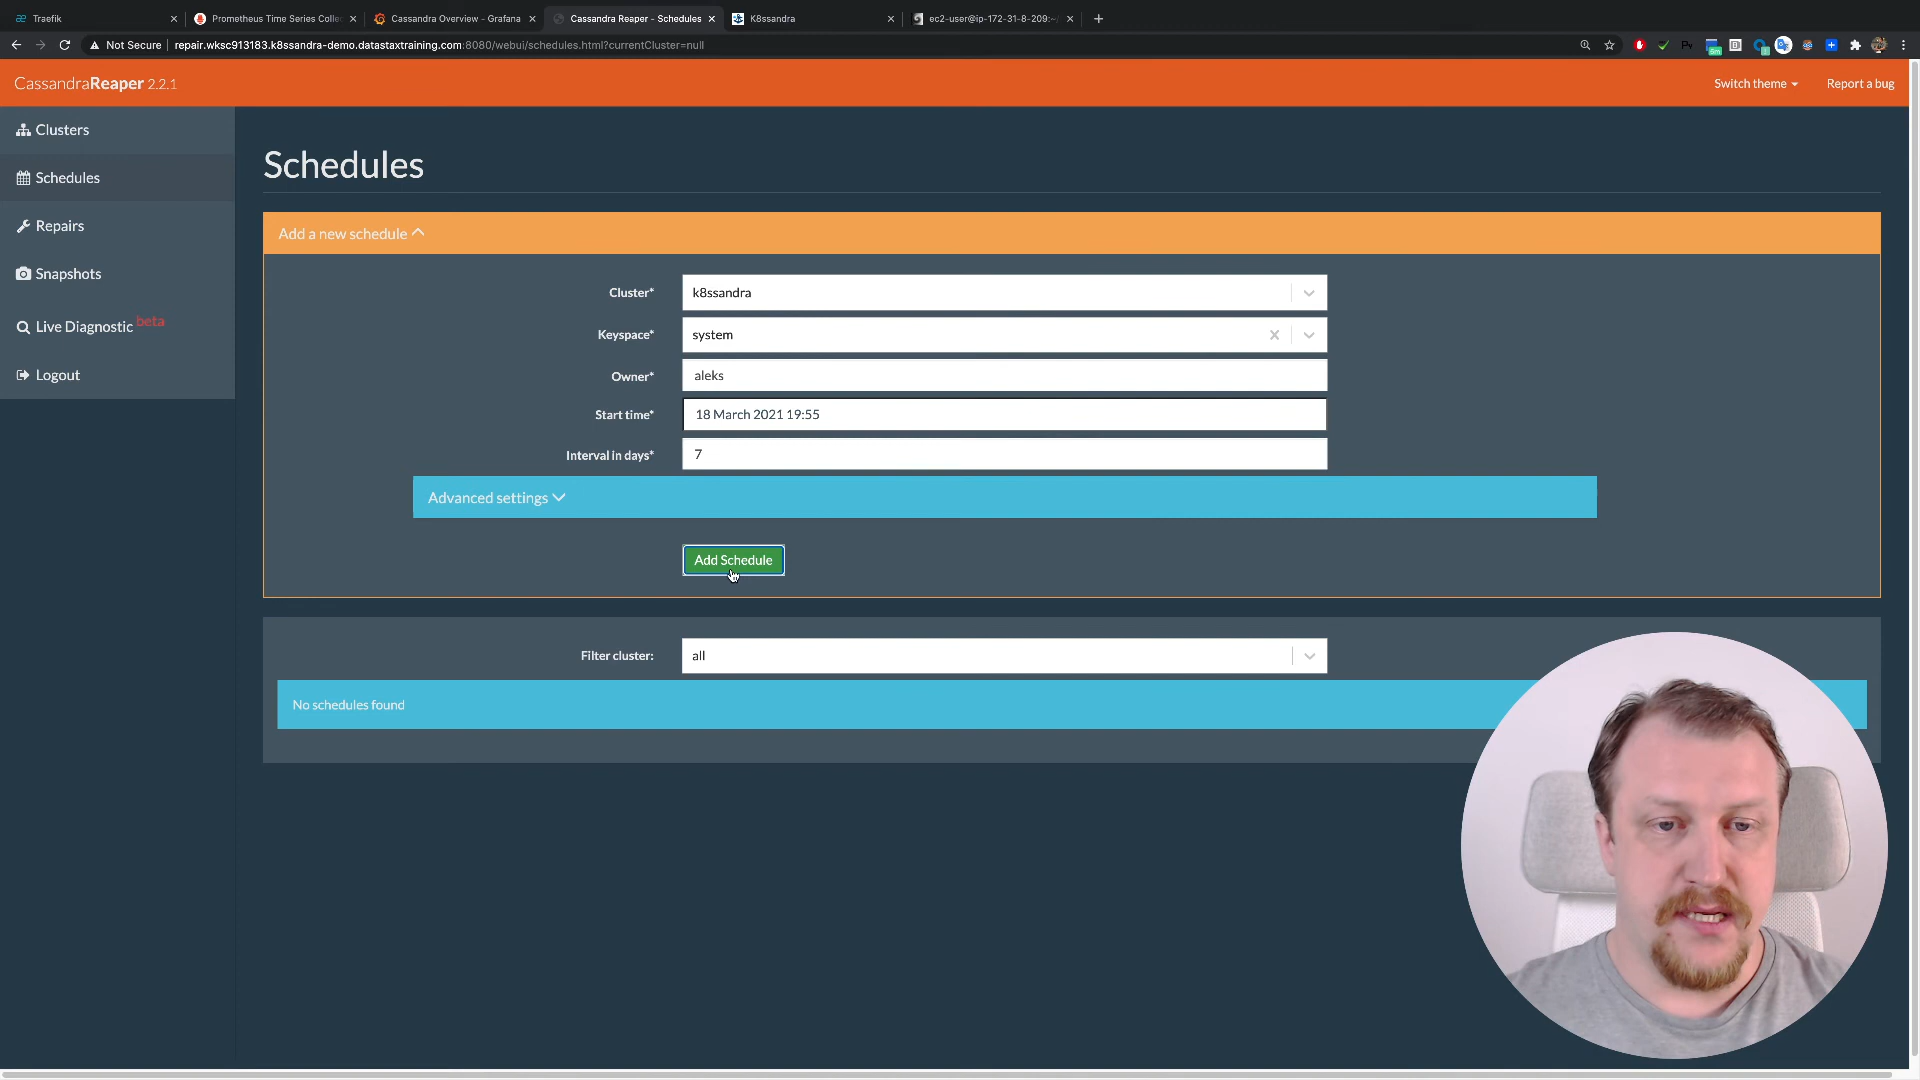 Traefik
Prometheus Time Series Collec
Cassandra Overview - Grafana
Cassandra Reaper - Schedules
K8ssandra
ec2-user@ip-172-31-8-209:~
Not Secure
repair.wksc913183.k8ssandra-demo.datastaxtraining.com:8080/webui/schedules.html?currentCluster=null
CassandraReaper 2.2.1
Switch theme
Report a bug
Clusters
Schedules
Repairs
Snapshots
Live Diagnostic beta
Logout
Schedules
Add a new schedule
Cluster* k8ssandra
Keyspace* system
Owner* aleks
Start time* 18 March 2021 19:55
Interval in days* 7
Advanced settings
Add Schedule
Filter cluster: all
No schedules found